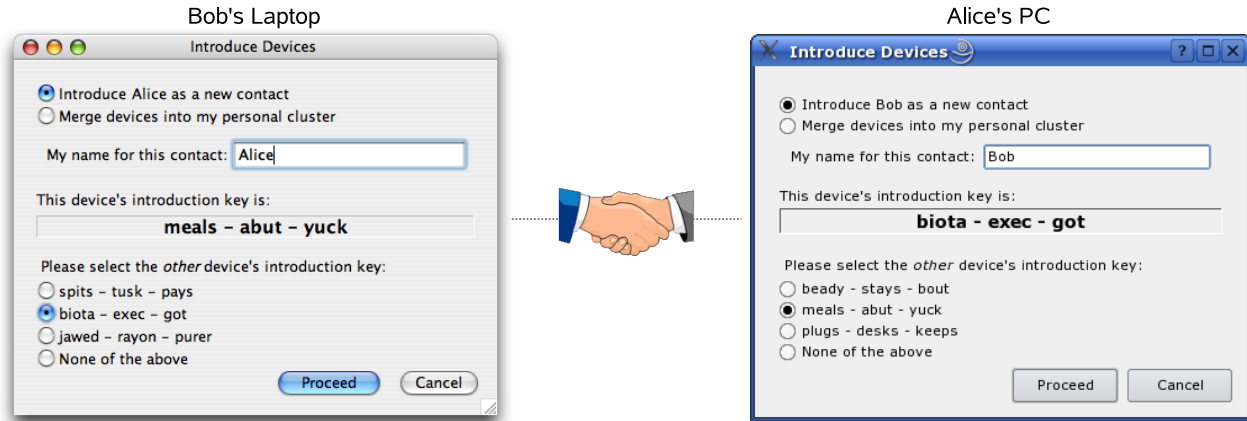 Bob's Laptop
Introduce Devices
Introduce Alice as a new contact
Merge devices into my personal cluster
My name for this contact: Alice
This device's introduction key is:
meals – abut – yuck
Please select the other device's introduction key:
spits – tusk – pays
biota – exec – got
jawed – rayon – purer
None of the above
Proceed Cancel
Alice's PC
Introduce Devices ?
Introduce Bob as a new contact
Merge devices into my personal cluster
My name for this contact: Bob
This device's introduction key is:
biota - exec - got
Please select the other device's introduction key:
beady - stays - bout
meals - abut - yuck
plugs - desks - keeps
None of the above
Proceed Cancel